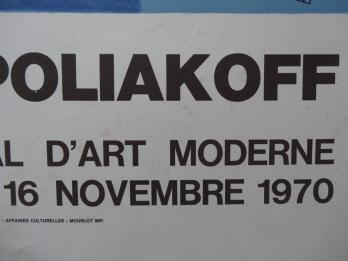 POLIAKOFF
AL D'ART MODERNE
16 NOVEMBRE 1970
- AFFAIRES CULTURELLES - MOURLOT IMP.